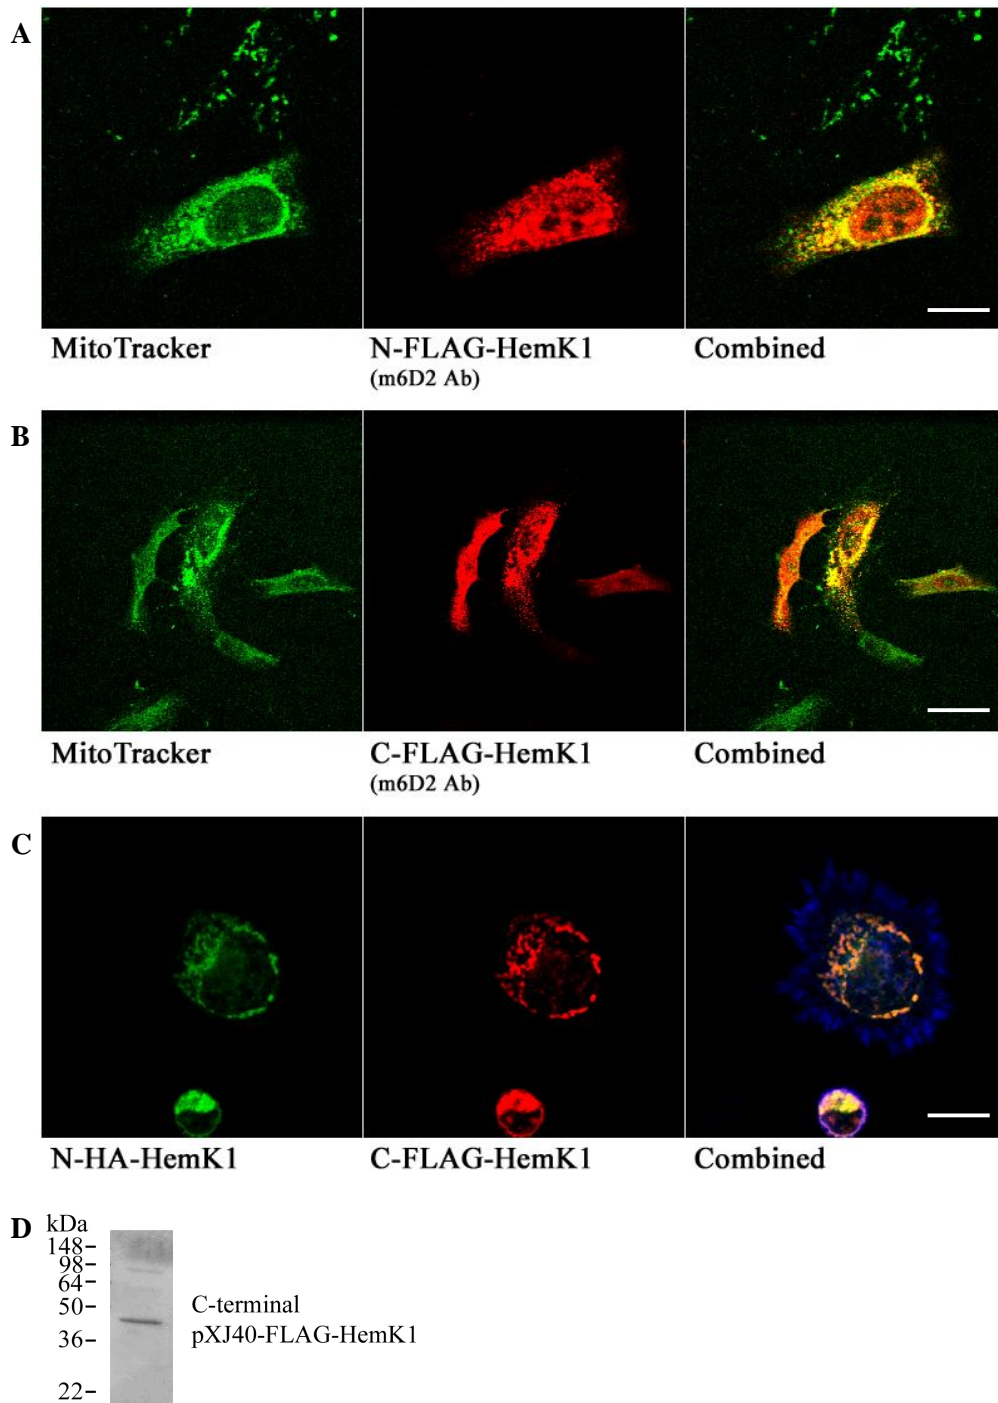 A
MitoTracker
N-FLAG-HemK1
(m6D2 Ab)
Combined
B
MitoTracker
C-FLAG-HemK1
(m6D2 Ab)
Combined
C
N-HA-HemK1
C-FLAG-HemK1
Combined
D
kDa
148-
98-
64-
50-
36-
22-
C-terminal
pXJ40-FLAG-HemK1